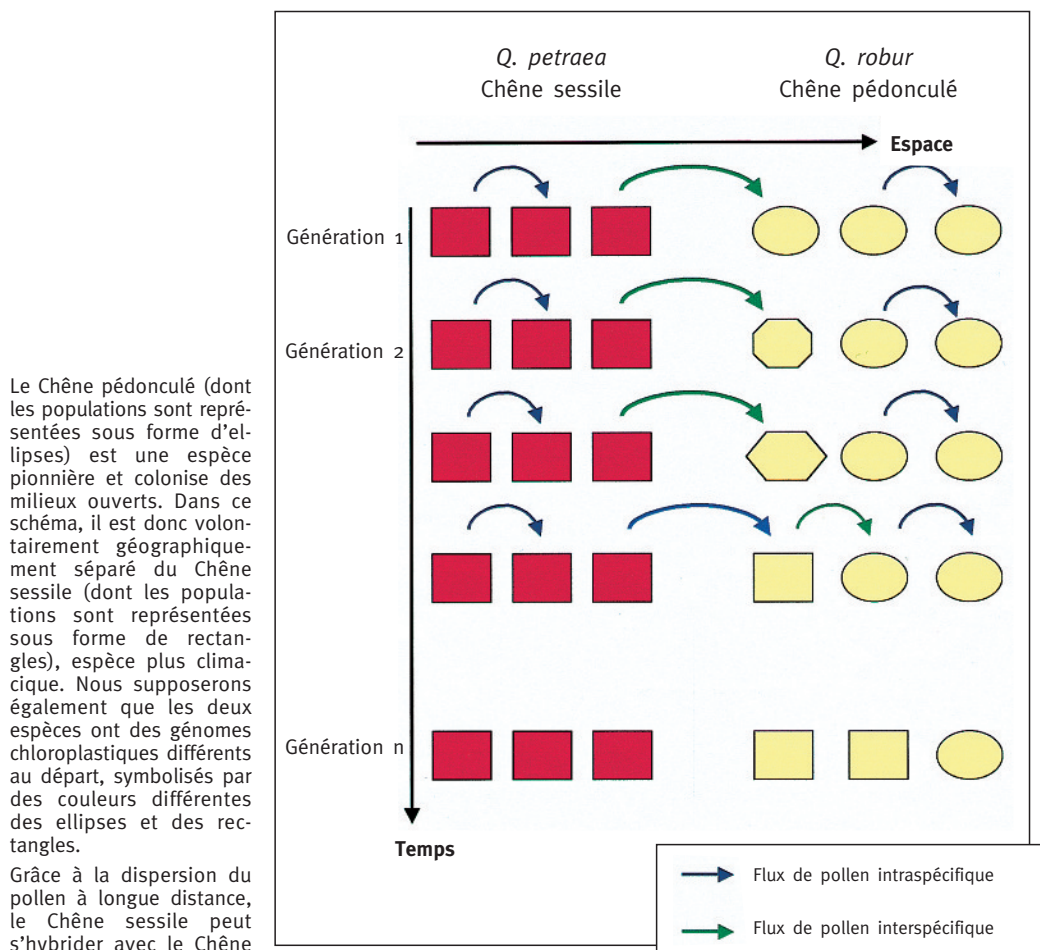 Q. petraea
Chêne sessile
Q. robur
Chêne pédonculé
Espace
Génération 1
Génération 2
Génération n
Temps
Flux de pollen intraspécifique
Flux de pollen interspécifique
Le Chêne pédonculé (dont
les populations sont repré-
sentées sous forme d'el-
lipses) est une espèce
pionnière et colonise des
milieux ouverts. Dans ce
schéma, il est donc volon-
tairement géographique-
ment séparé du Chêne
sessile (dont les popula-
tions sont représentées
sous forme de rectan-
gles), espèce plus clima-
cique. Nous supposerons
également que les deux
espèces ont des génomes
chloroplastiques différents
au départ, symbolisés par
des couleurs différentes
des ellipses et des rec-
tangles.
Grâce à la dispersion du
pollen à longue distance,
le Chêne sessile peut
s'hybrider avec le Chêne